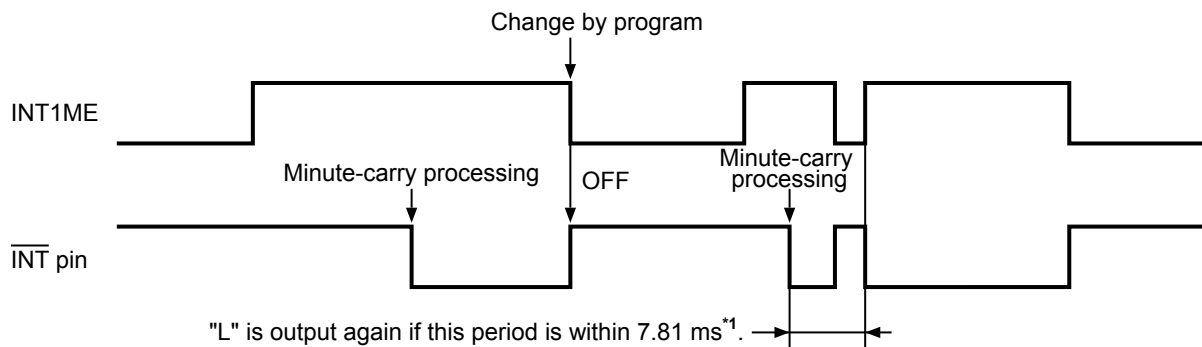 Change by program
INT1ME
Minute-carry processing
OFF
Minute-carry
processing
INT pin
"L" is output again if this period is within 7.81 ms*1.